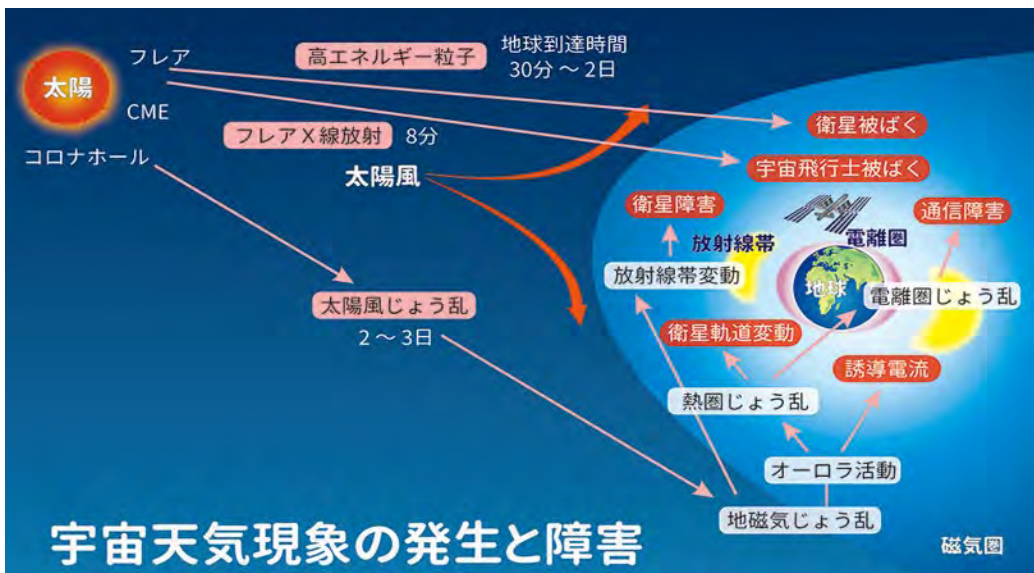 太陽
フレア
CME
コロナホール
高エネルギー粒子
地球到達時間
30分 ～ 2日
フレアX線放射
8分
太陽風
太陽風じょう乱
2 ～ 3日
衛星被ばく
宇宙飛行士被ばく
衛星障害
通信障害
放射線帯
電離圏
放射線帯変動
地球
電離圏じょう乱
衛星軌道変動
誘導電流
熱圏じょう乱
オーロラ活動
地磁気じょう乱
宇宙天気現象の発生と障害
磁気圏